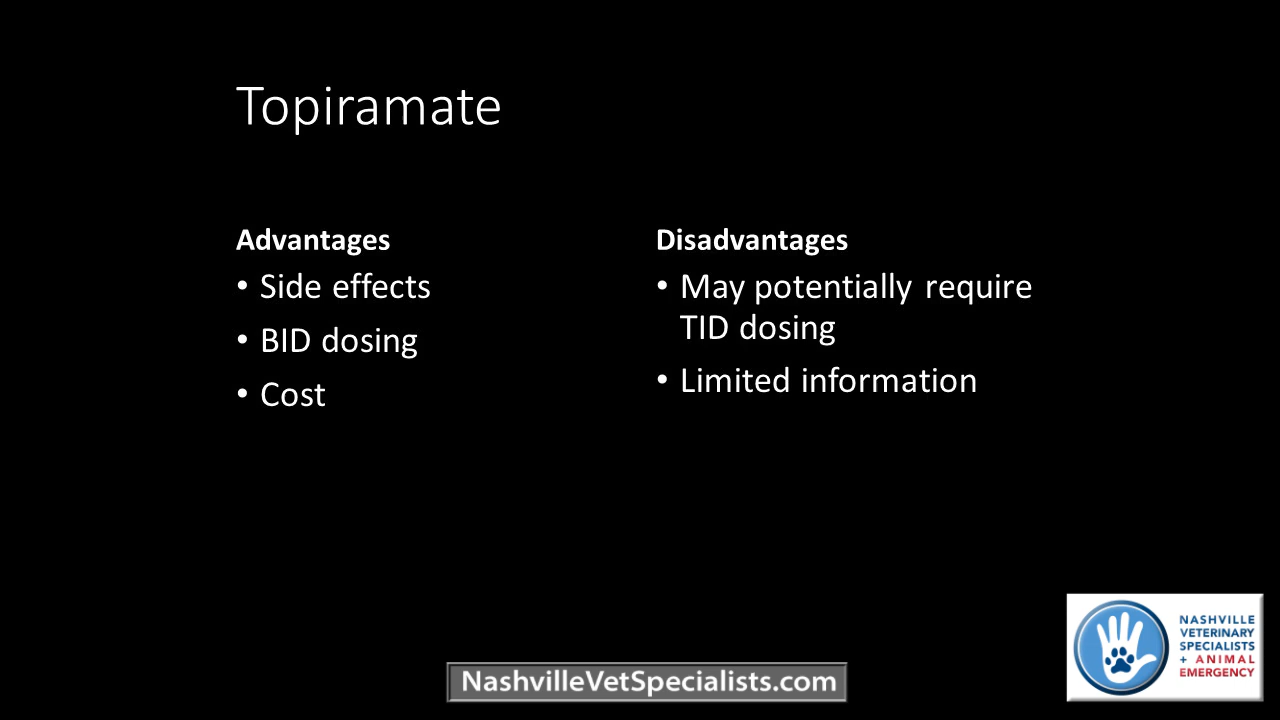 Topiramate
Advantages
• Side effects
• BID dosing
• Cost
Disadvantages
• May potentially require
TID dosing
• Limited information
NashvilleVetSpecialists.com
NASHVILLE
VETERINARY
SPECIALISTS
+ ANIMAL
EMERGENCY